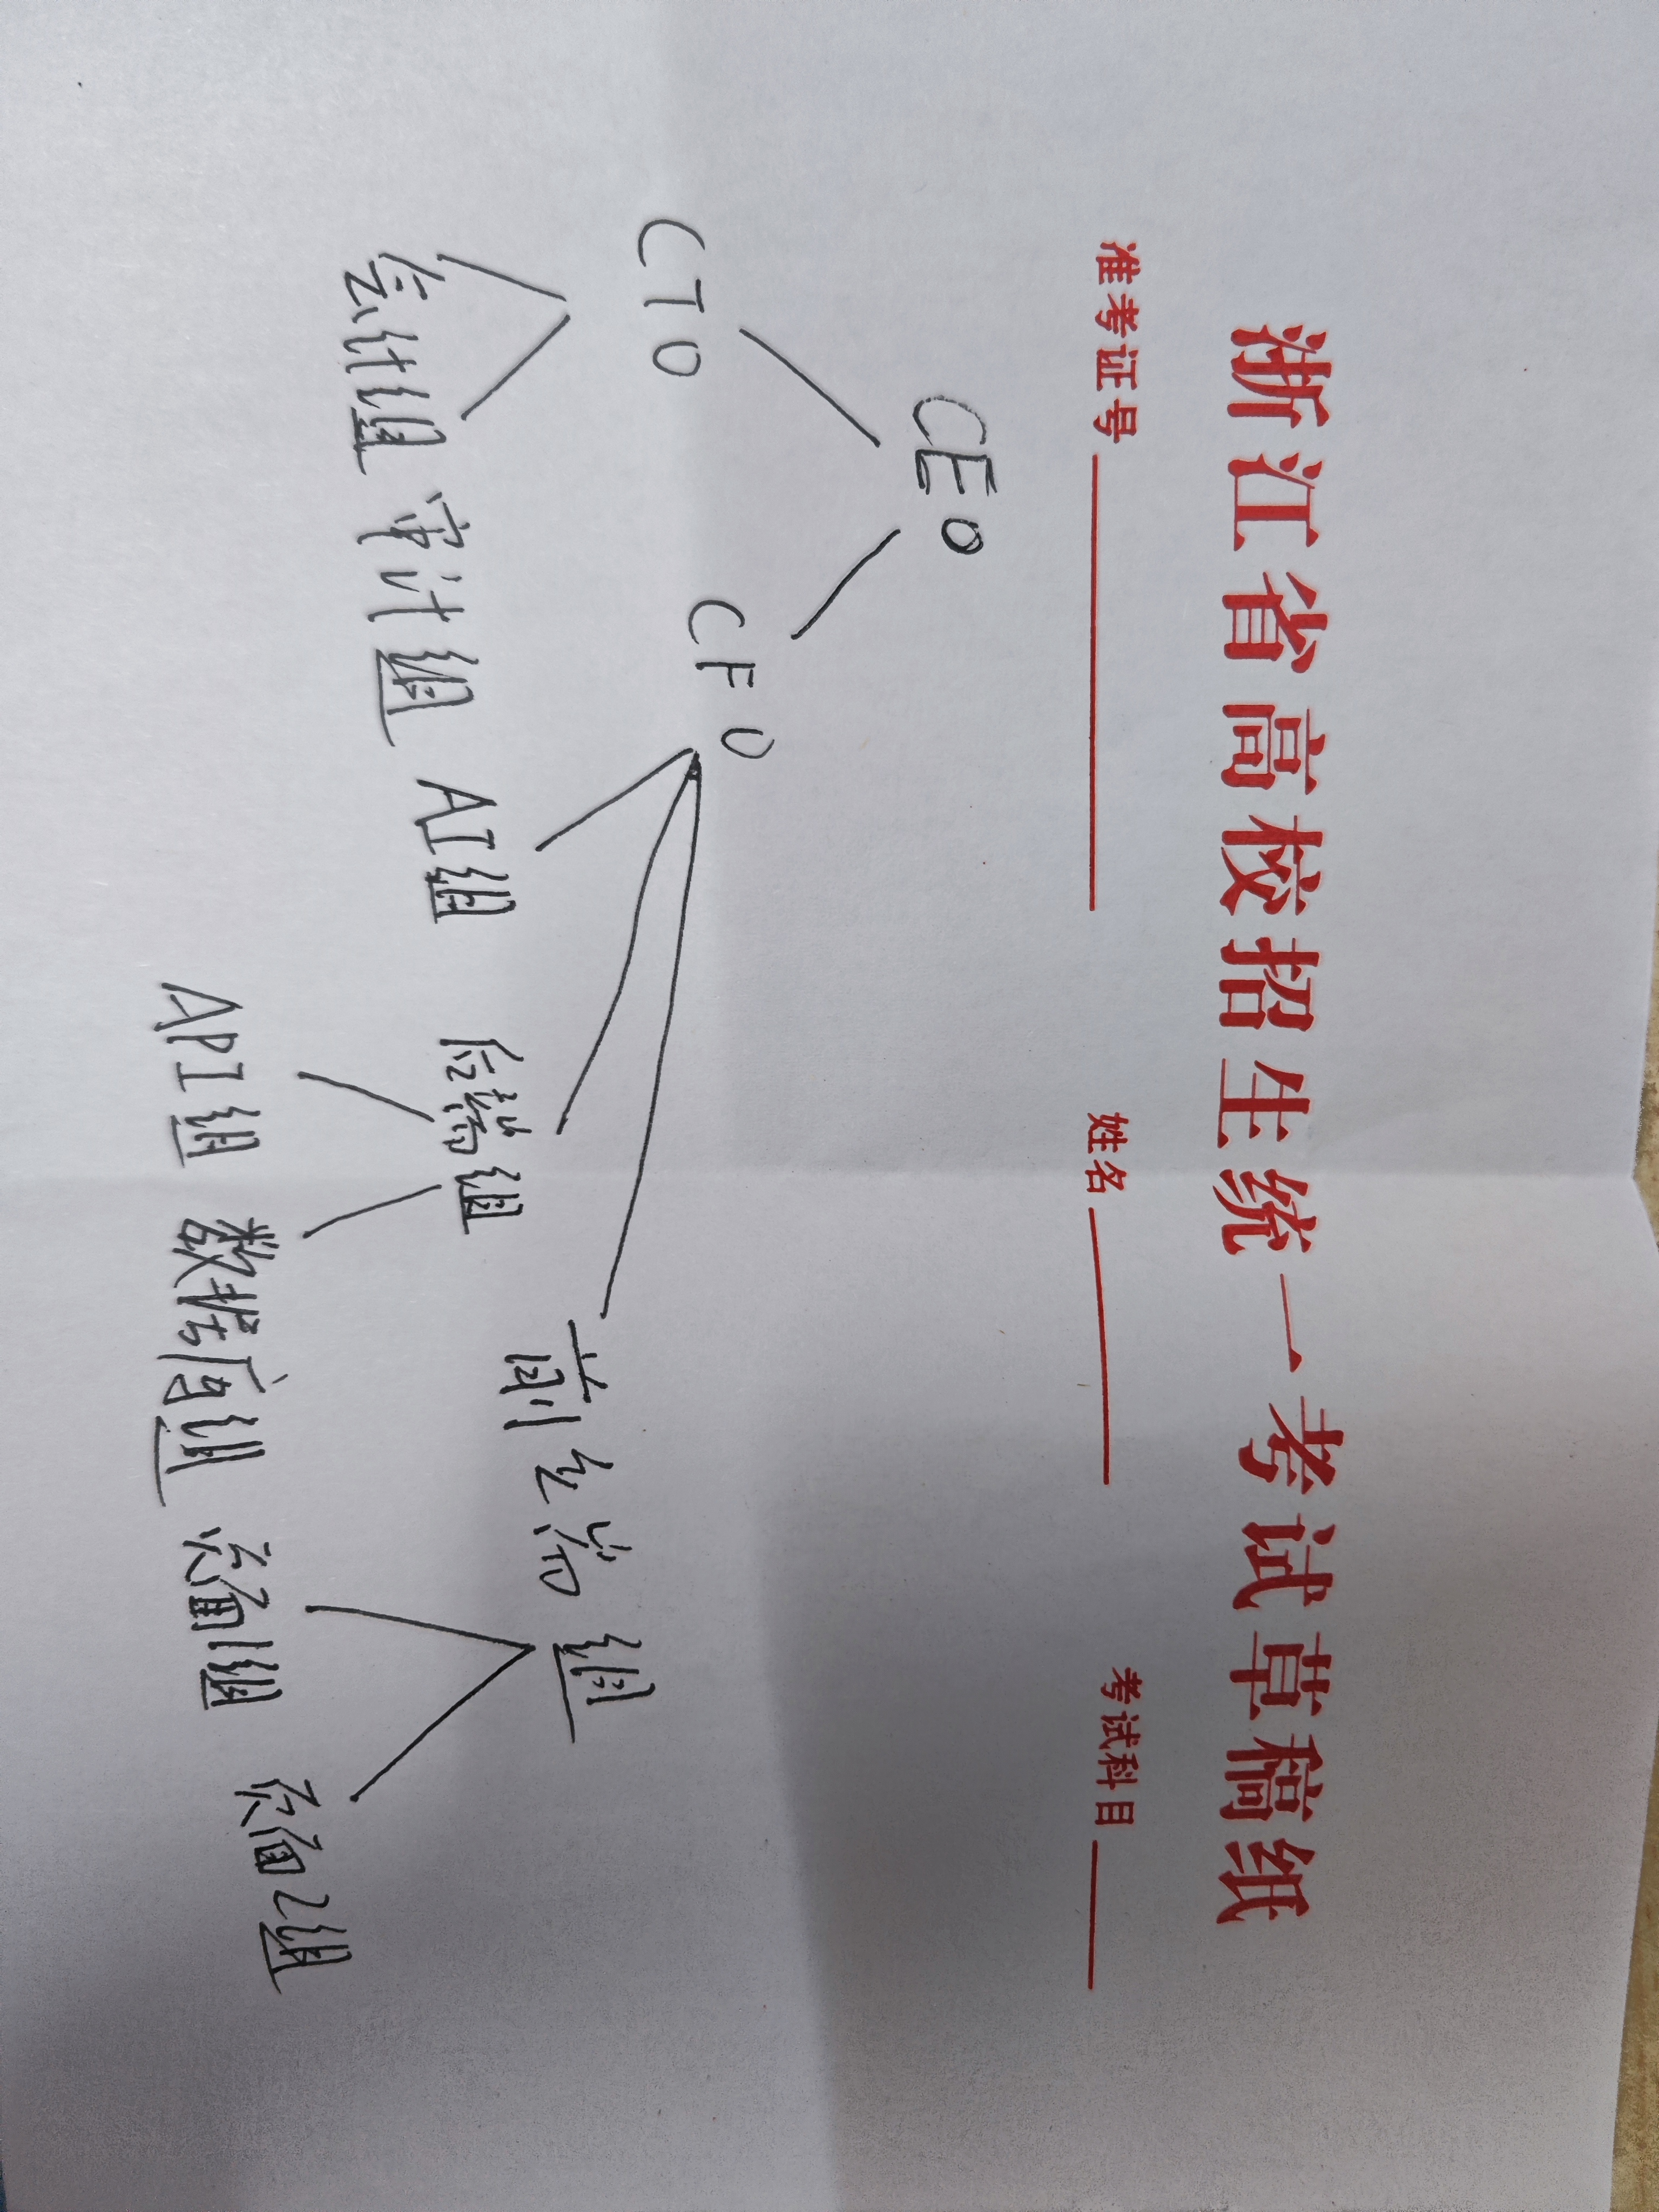 浙江省高校招生统一考试草稿纸
准考证号 姓名 考试科目
CEO
CTO CFO
会计组 审计组 AI组 后端组 前端组
API组 数据库组 页面1组 页面2组